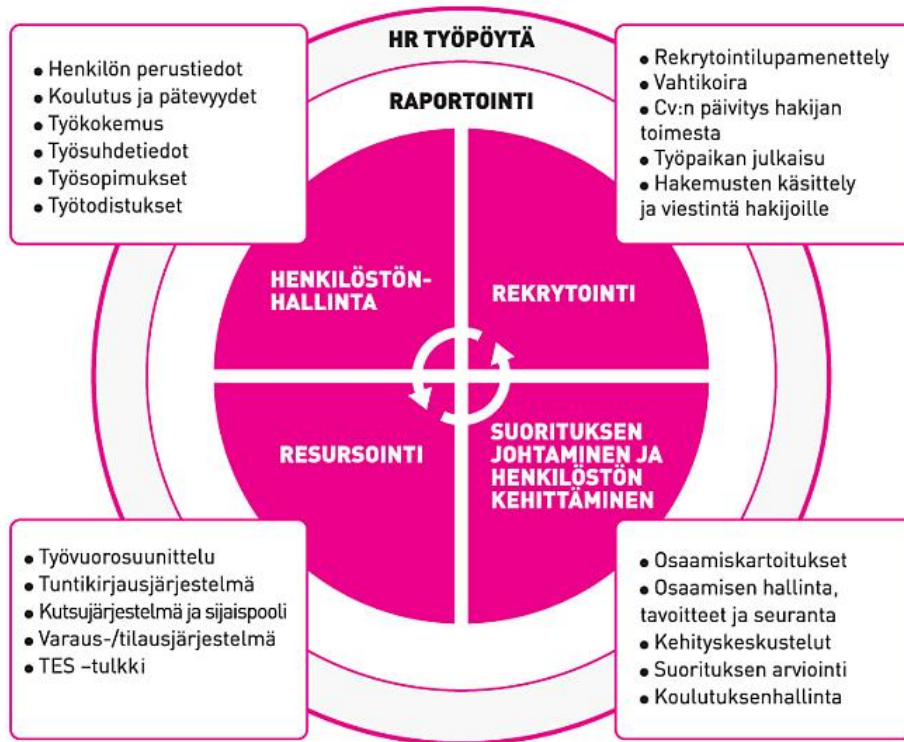 HR TYÖPÖYTÄ
RAPORTOINTI
● Henkilön perustiedot
● Koulutus ja pätevyydet
● Työkokemus
● Työsuhdetiedot
● Työsopimukset
● Työtodistukset
● Rekrytointilupamenettely
● Vahtikoira
● Cv:n päivitys hakijan
toimesta
● Työpaikan julkaisu
● Hakemusten käsittely
ja viestintä hakijoille
HENKILÖSTÖN-
HALLINTA
REKRYTOINTI
RESURSOINTI
SUORITUKSEN
JOHTAMINEN JA
HENKILÖSTÖN
KEHITTÄMINEN
● Työvuorosuunittelu
● Tuntikirjausjärjestelmä
● Kutsujärjestelmä ja sijaispooli
● Varaus-/tilausjärjestelmä
● TES –tulkki
● Osaamiskartoitukset
● Osaamisen hallinta,
tavoitteet ja seuranta
● Kehityskeskustelut
● Suorituksen arviointi
● Koulutuksenhallinta